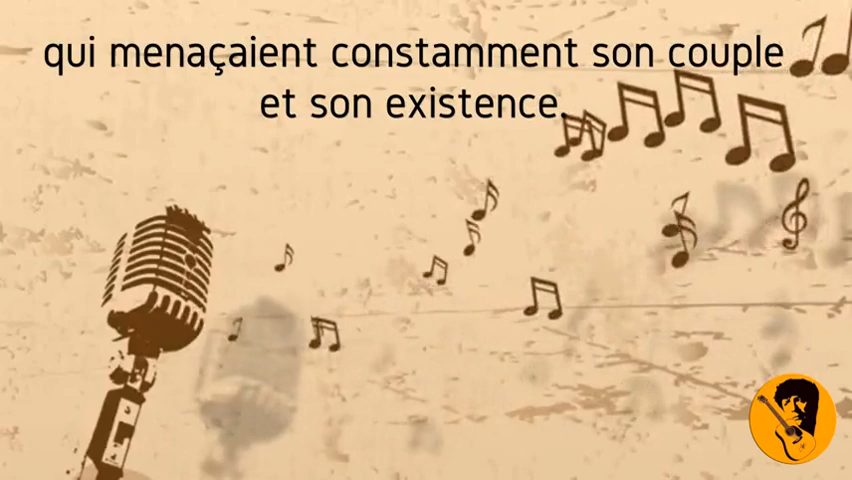 qui menaçaient constamment son couple
et son existence.